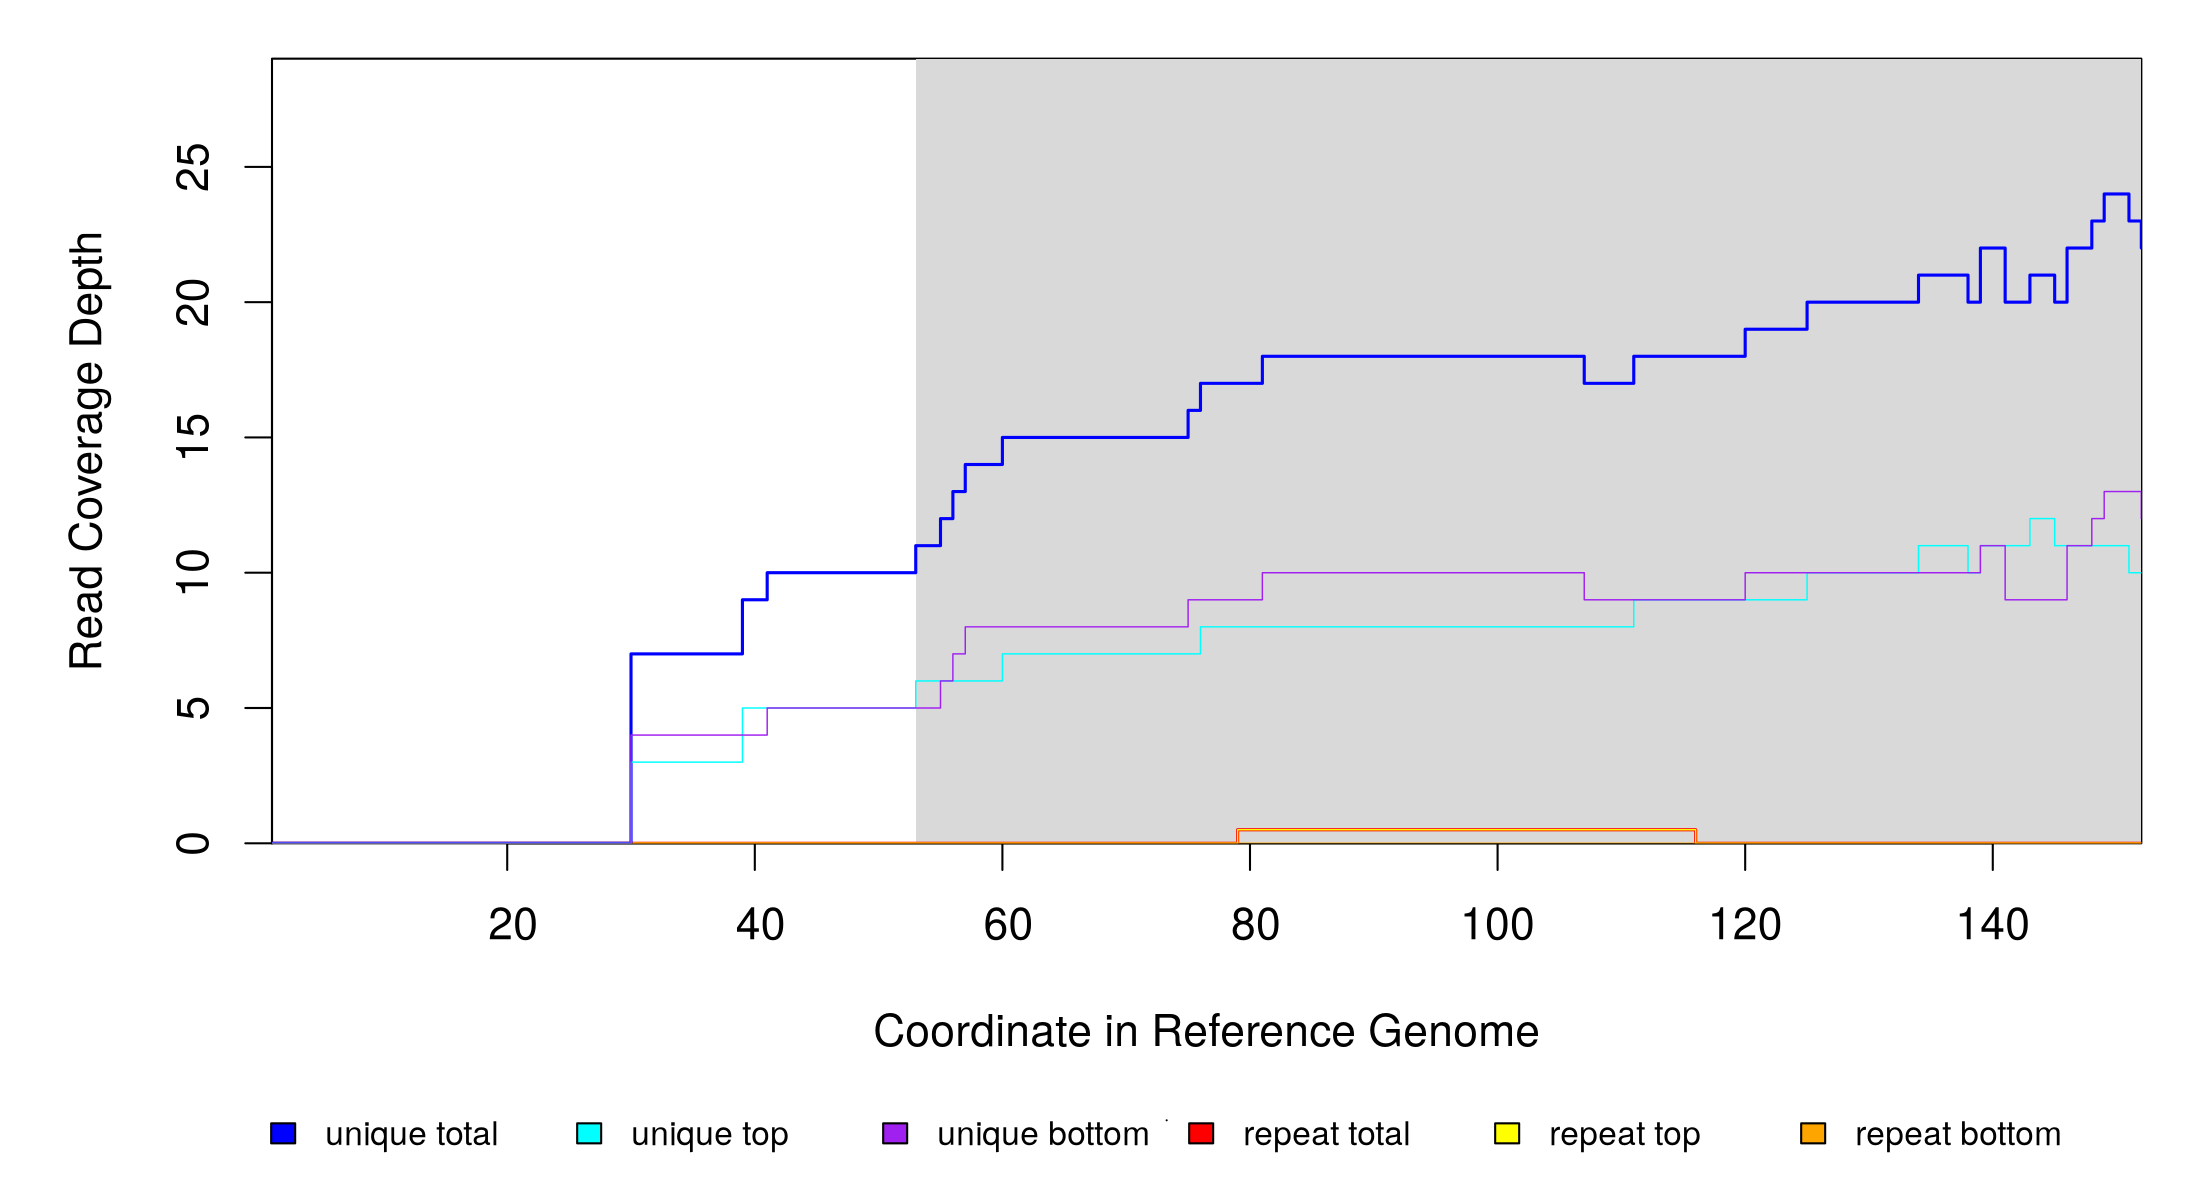 Read Coverage Depth
25
20
15
10
5
0
20 40 60 80 100 120 140
Coordinate in Reference Genome
unique total unique top unique bottom repeat total repeat top repeat bottom